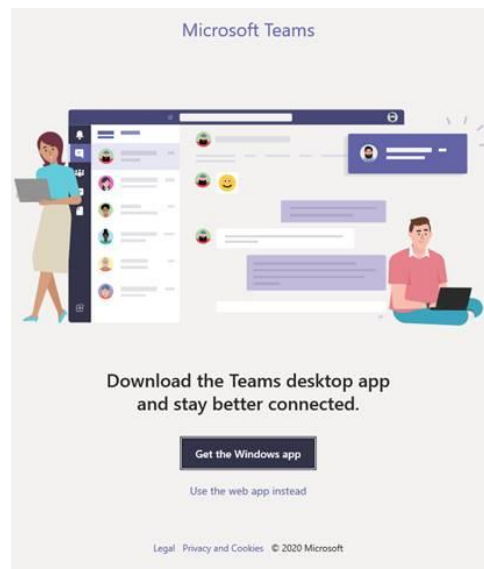 Microsoft Teams
Download the Teams desktop app
and stay better connected.
Get the Windows app
Use the web app instead
Legal Privacy and Cookies © 2020 Microsoft